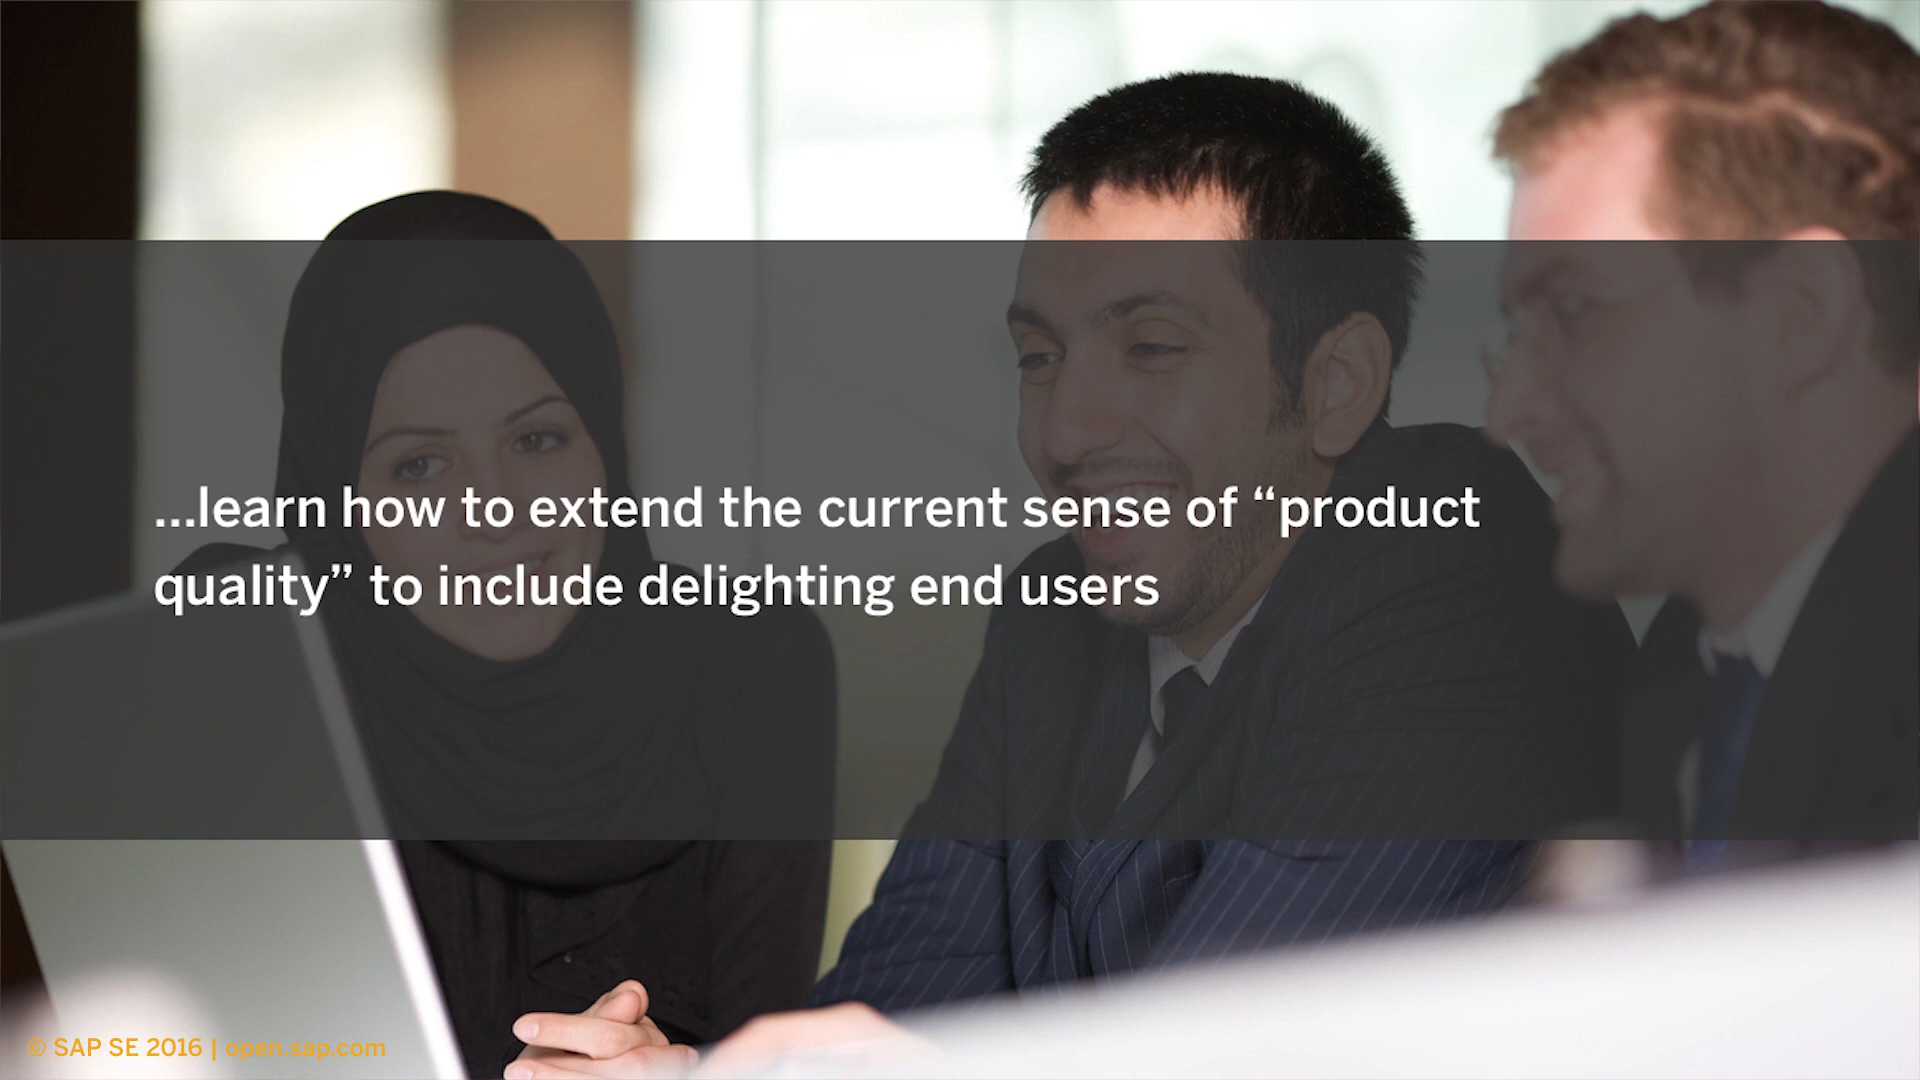 ...learn how to extend the current sense of “product
quality” to include delighting end users
© SAP SE 2016 | open.sap.com